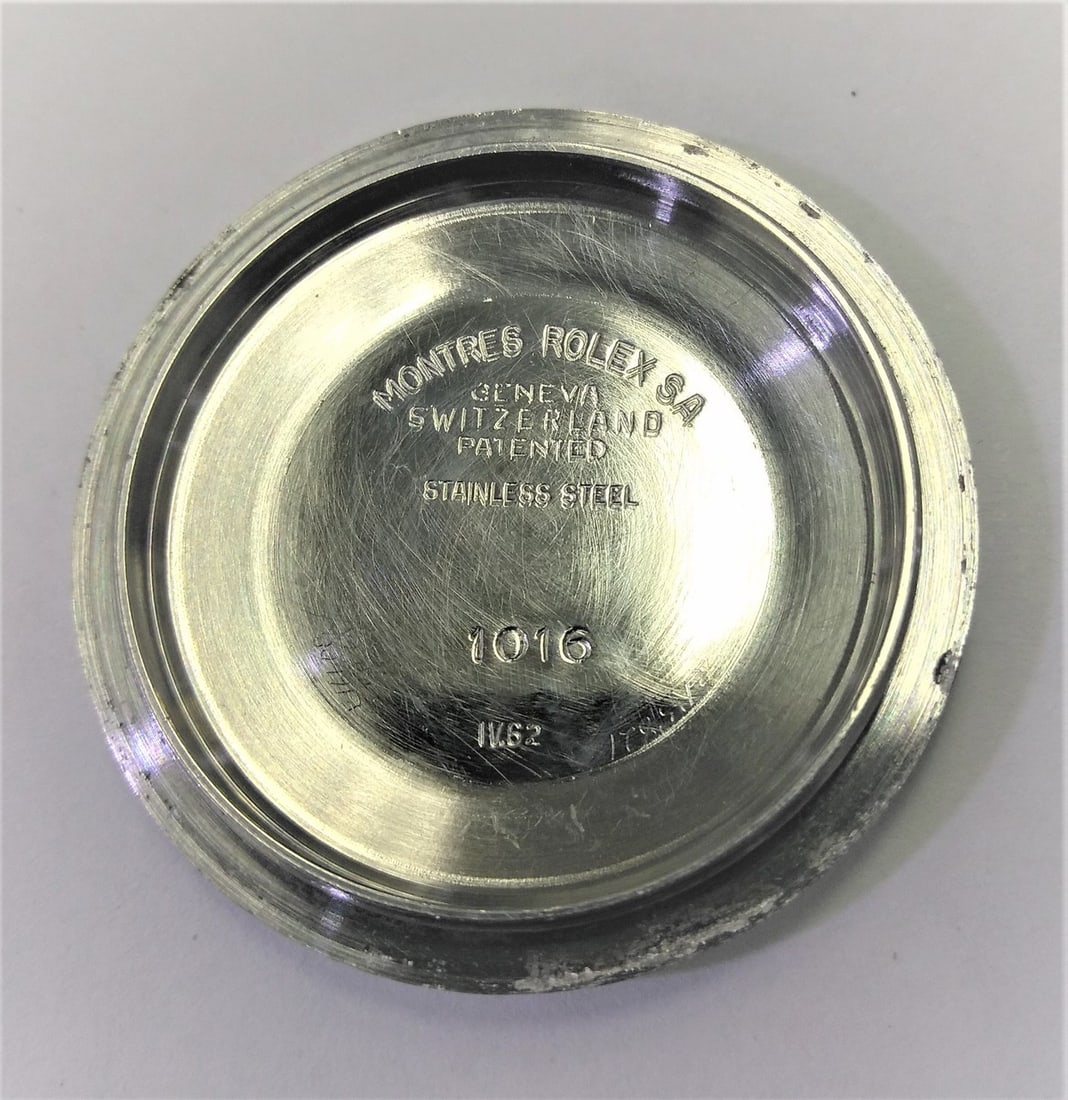 MONTRES ROLEX SA
GENEVA
SWITZERLAND
PATENTED
STAINLESS STEEL
1016
IV.62